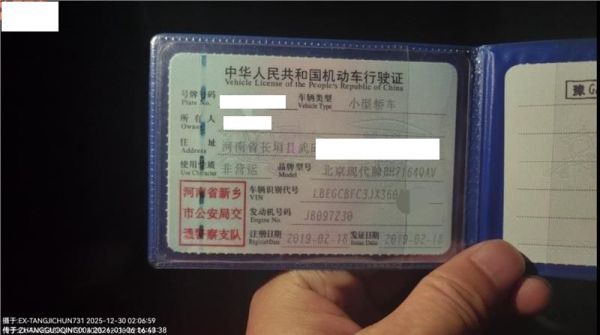 中华人民共和国机动车行驶证
Vehicle License of the People's Republic of China
号牌号码
Plate No.
车辆类型
Vehicle Type
小型轿车
所有人
Owner
住址
Address
河南省长垣县武
使用性质
Use Character
非营运
品牌型号
Model
北京现代牌BH7164QAV
河南省新乡
市公安局交
通警察支队
车辆识别代号
VIN
LBEGCBFC3JX360
发动机号码
Engine No.
JB097230
注册日期
Register Date
2019-02-18
发证日期
Issue Date
2019-02-18
豫G
摄于:EX-TANGJICHUN731 2025-12-30 02:06:59